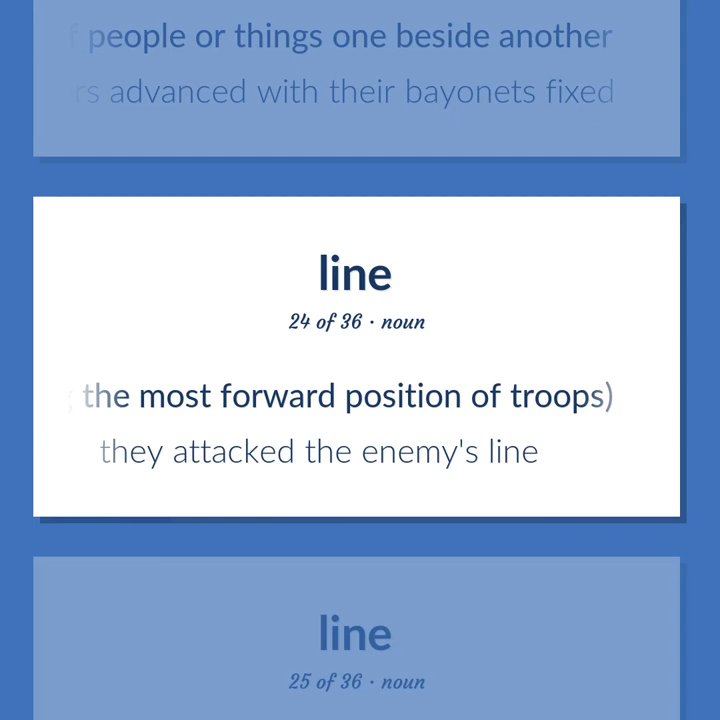 people or things one beside another
advanced with their bayonets fixed
line
24 of 36 · noun
the most forward position of troops)
they attacked the enemy's line
line
25 of 36 · noun